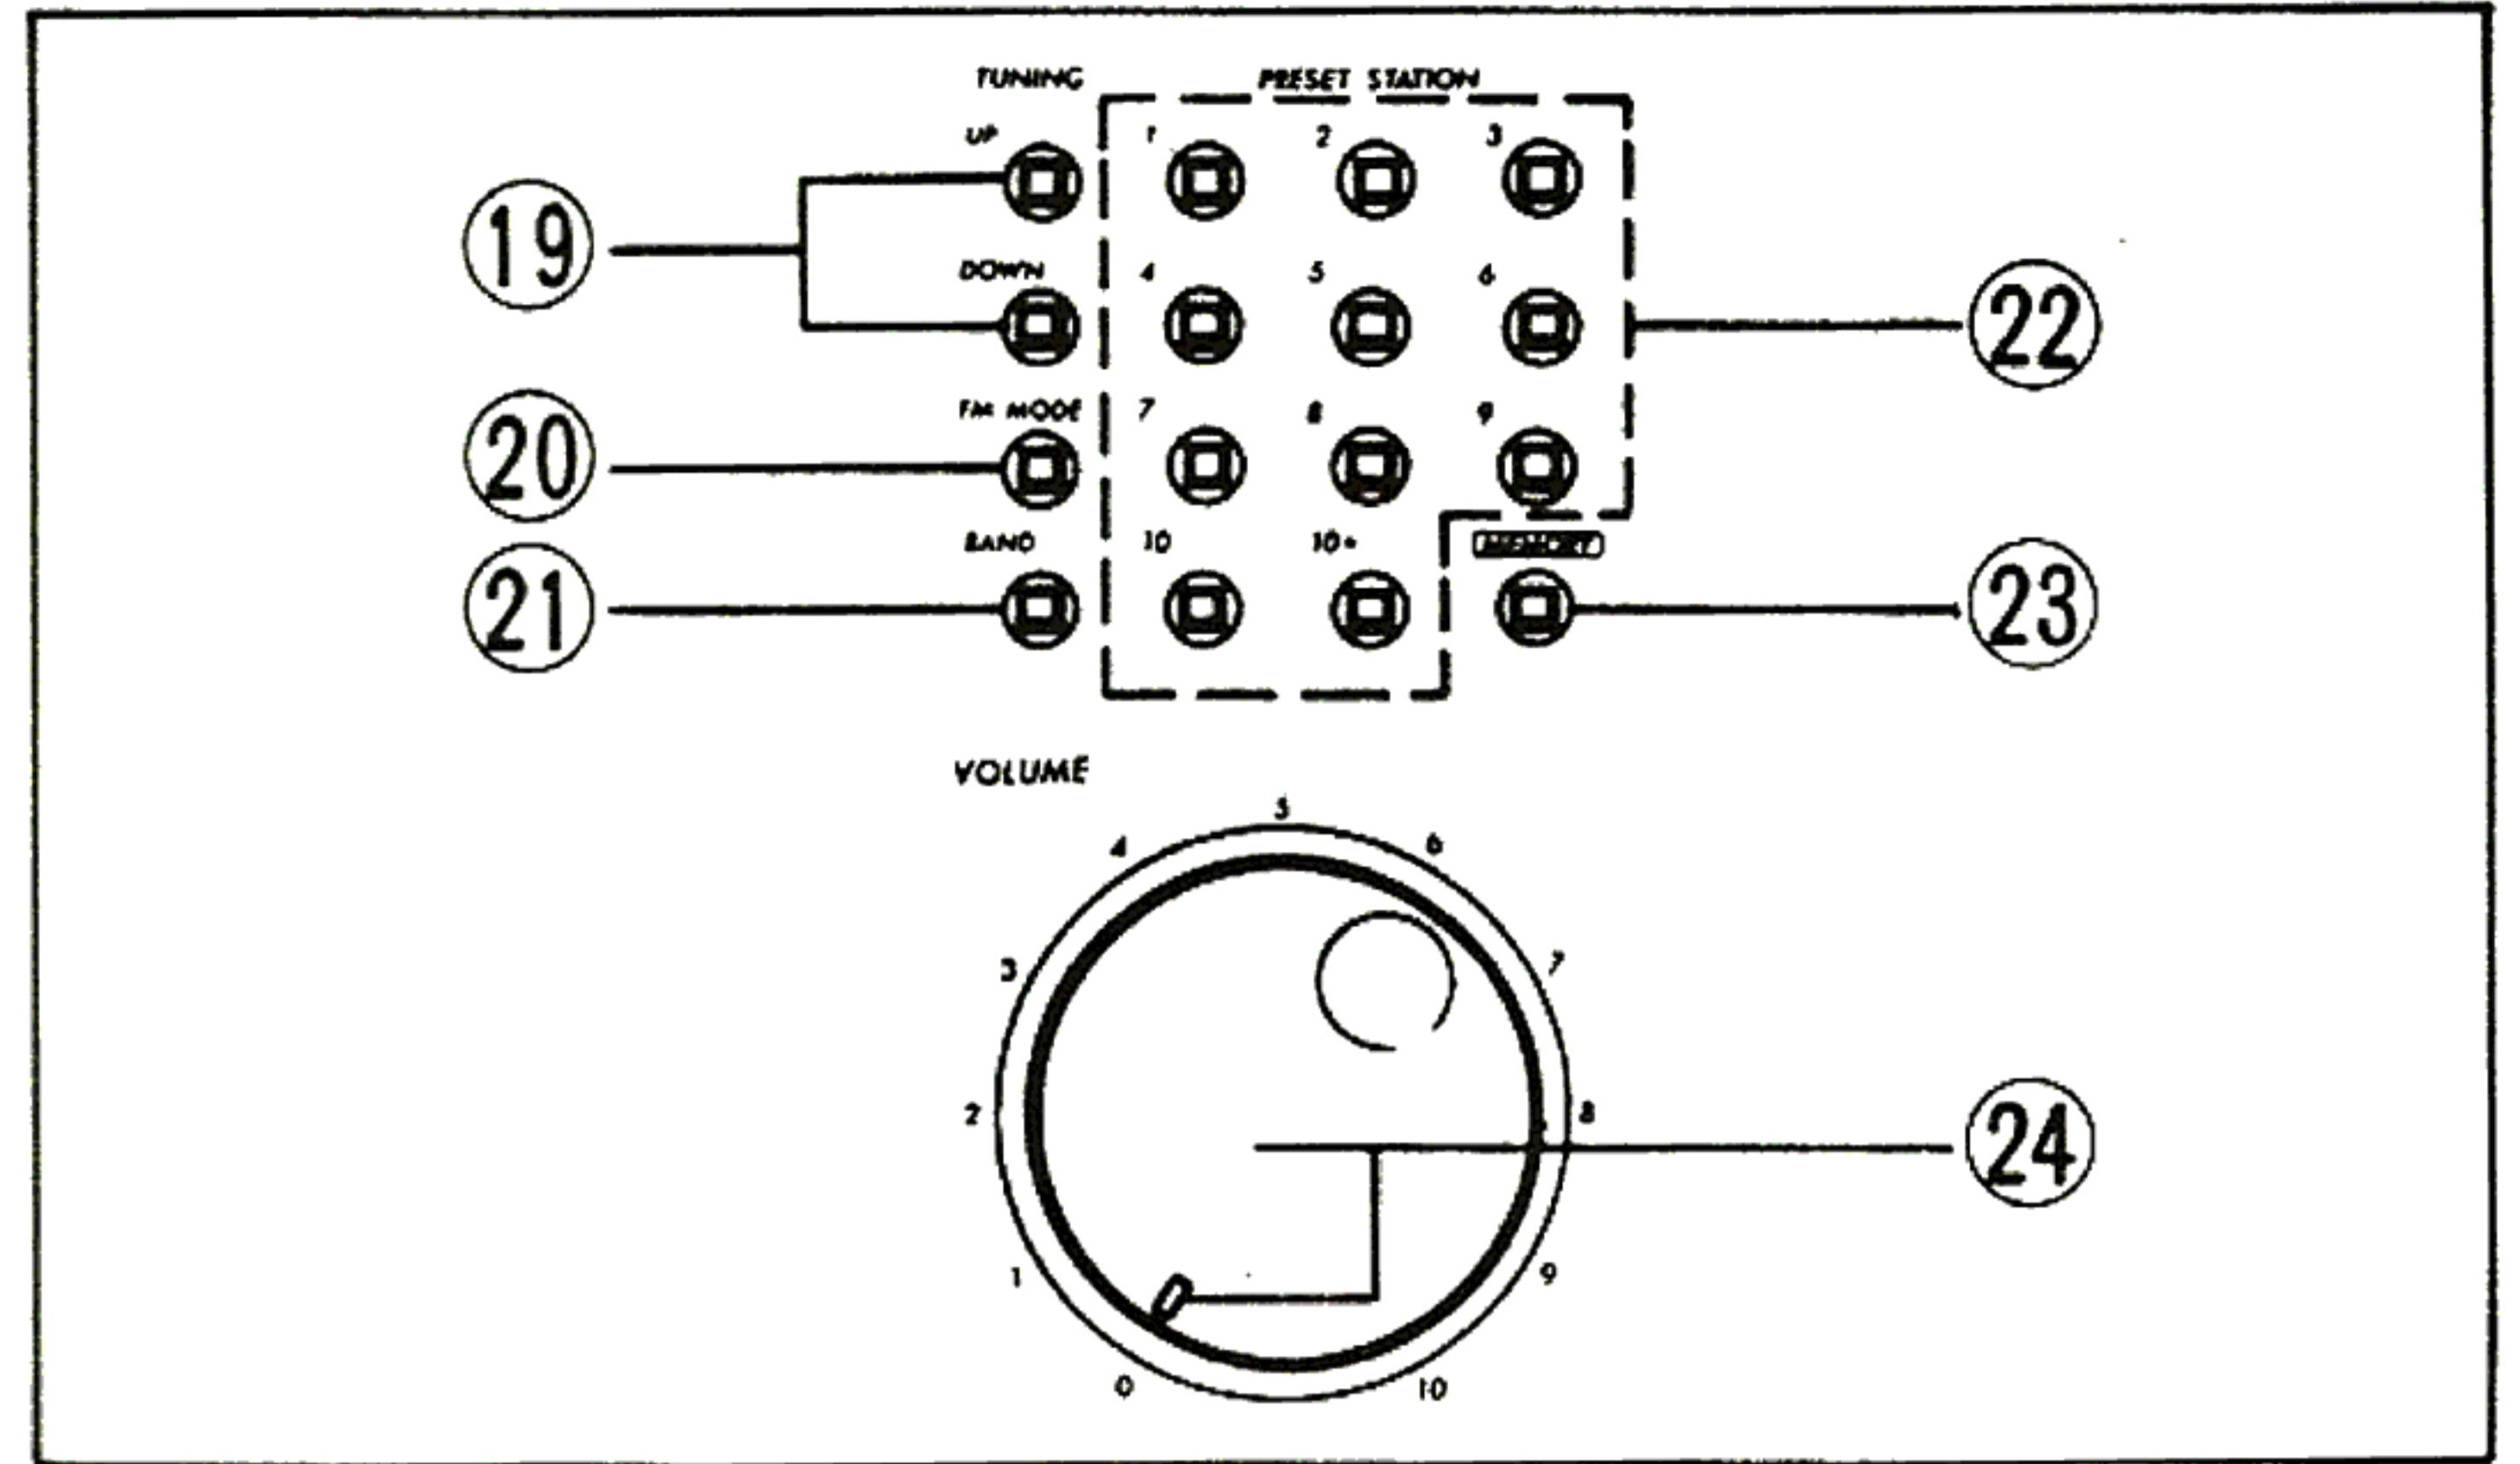 TUNING PRESET STATION
UP 1 2 3
19
DOWN 4 5 6
22
FM MODE 7 8 9
20
BAND 10 10+ MEMORY
21 23
VOLUME
5
4 6
3 7
2 8
24
1 9
0 10